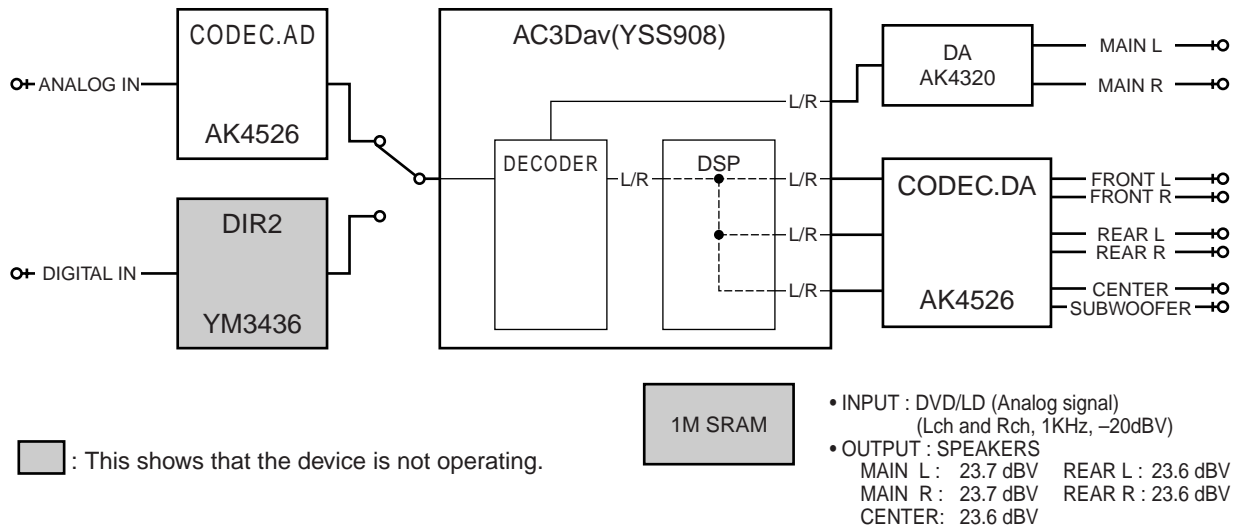 CODEC.AD
AK4526
ANALOG IN
DIR2
YM3436
DIGITAL IN
AC3Dav(YSS908)
DECODER
L/R
DSP
L/R
L/R
L/R
L/R
DA
AK4320
MAIN L
MAIN R
CODEC.DA
AK4526
FRONT L
FRONT R
REAR L
REAR R
CENTER
SUBWOOFER
1M SRAM
: This shows that the device is not operating.
• INPUT : DVD/LD (Analog signal)
(Lch and Rch, 1KHz, –20dBV)
• OUTPUT : SPEAKERS
MAIN L : 23.7 dBV REAR L : 23.6 dBV
MAIN R : 23.7 dBV REAR R : 23.6 dBV
CENTER: 23.6 dBV